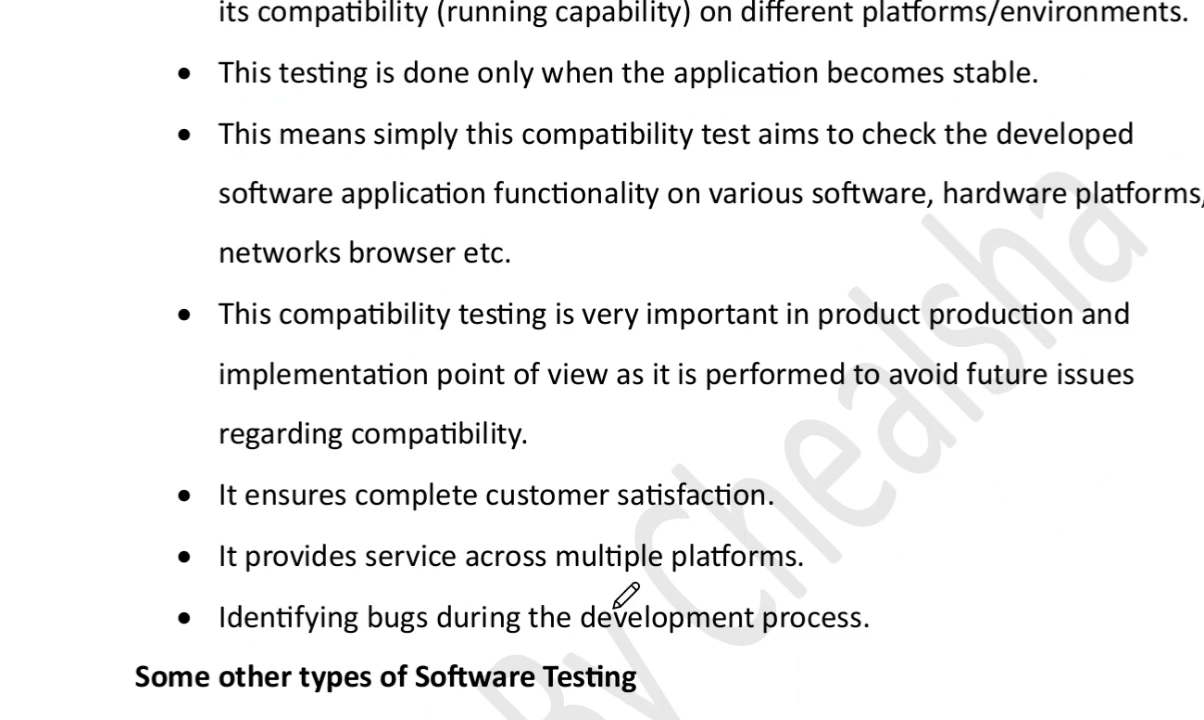 its compatibility (running capability) on different platforms/environments.
• This testing is done only when the application becomes stable.
• This means simply this compatibility test aims to check the developed
software application functionality on various software, hardware platforms,
networks browser etc.
• This compatibility testing is very important in product production and
implementation point of view as it is performed to avoid future issues
regarding compatibility.
• It ensures complete customer satisfaction.
• It provides service across multiple platforms.
• Identifying bugs during the development process.
Some other types of Software Testing
By Chealsha